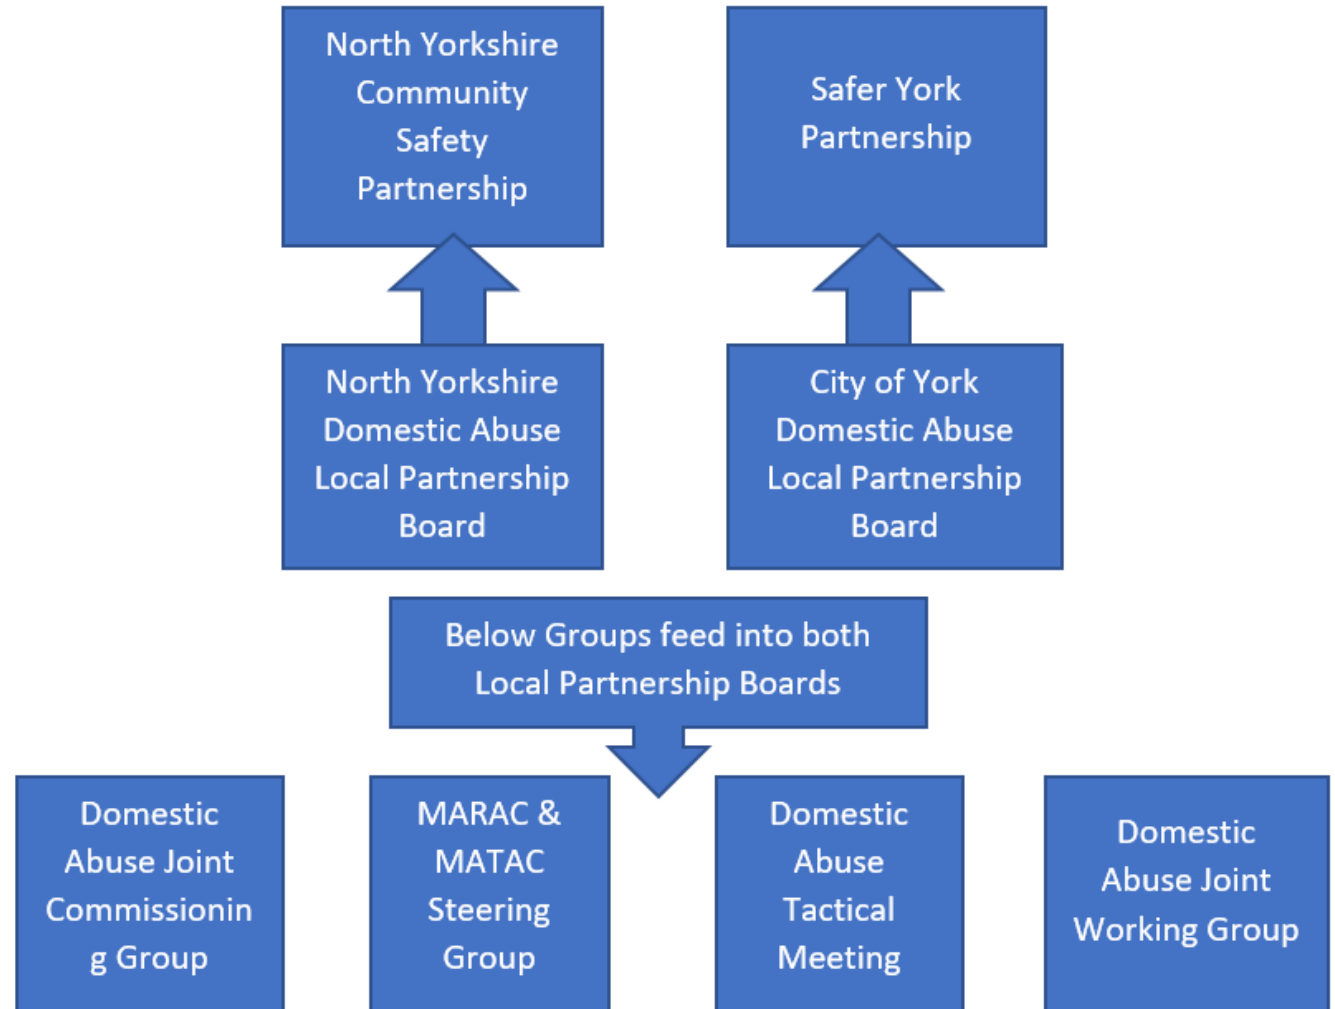 North Yorkshire
Community
Safety
Partnership
Safer York
Partnership
North Yorkshire
Domestic Abuse
Local Partnership
Board
City of York
Domestic Abuse
Local Partnership
Board
Below Groups feed into both
Local Partnership Boards
Domestic
Abuse Joint
Commissionin
g Group
MARAC &
MATAC
Steering
Group
Domestic
Abuse
Tactical
Meeting
Domestic
Abuse Joint
Working Group